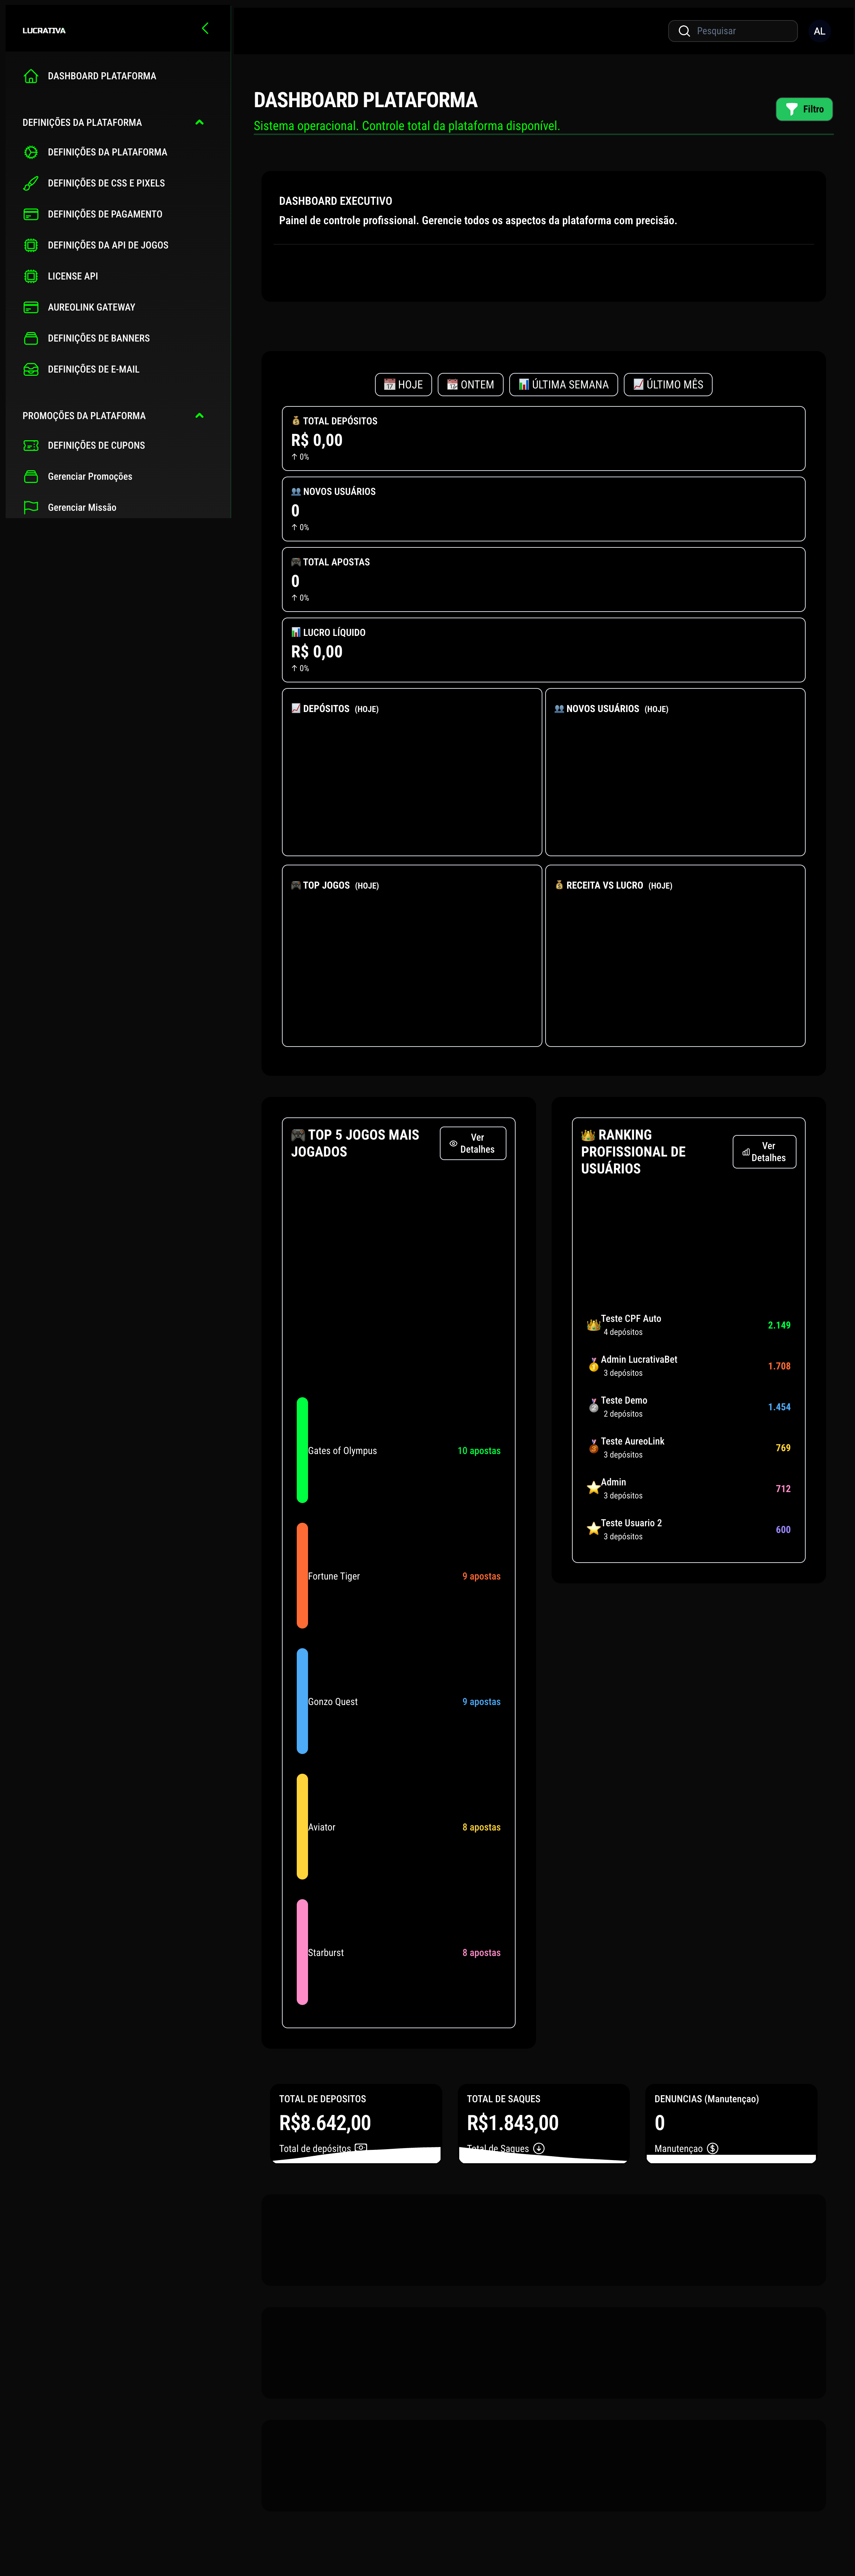 LUCRATIVA
Pesquisar
AL
DASHBOARD PLATAFORMA
DEFINIÇÕES DA PLATAFORMA
DEFINIÇÕES DA PLATAFORMA
DEFINIÇÕES DE CSS E PIXELS
DEFINIÇÕES DE PAGAMENTO
DEFINIÇÕES DA API DE JOGOS
LICENSE API
AUREOLINK GATEWAY
DEFINIÇÕES DE BANNERS
DEFINIÇÕES DE E-MAIL
PROMOÇÕES DA PLATAFORMA
DEFINIÇÕES DE CUPONS
Gerenciar Promoções
Gerenciar Missão
DASHBOARD PLATAFORMA
Sistema operacional. Controle total da plataforma disponível.
Filtro
DASHBOARD EXECUTIVO
Painel de controle profissional. Gerencie todos os aspectos da plataforma com precisão.
HOJE
ONTEM
ÚLTIMA SEMANA
ÚLTIMO MÊS
TOTAL DEPÓSITOS
R$ 0,00
↑ 0%
NOVOS USUÁRIOS
0
↑ 0%
TOTAL APOSTAS
0
↑ 0%
LUCRO LÍQUIDO
R$ 0,00
↑ 0%
DEPÓSITOS (HOJE)
NOVOS USUÁRIOS (HOJE)
TOP JOGOS (HOJE)
RECEITA VS LUCRO (HOJE)
TOP 5 JOGOS MAIS
JOGADOS
Ver
Detalhes
Gates of Olympus 10 apostas
Fortune Tiger 9 apostas
Gonzo Quest 9 apostas
Aviator 8 apostas
Starburst 8 apostas
RANKING
PROFISSIONAL DE
USUÁRIOS
Ver
Detalhes
Teste CPF Auto
4 depósitos
2.149
Admin LucrativaBet
3 depósitos
1.708
Teste Demo
2 depósitos
1.454
Teste AureoLink
3 depósitos
769
Admin
3 depósitos
712
Teste Usuario 2
3 depósitos
600
TOTAL DE DEPOSITOS
R$8.642,00
Total de depósitos
TOTAL DE SAQUES
R$1.843,00
Total de Saques
DENUNCIAS (Manutençao)
0
Manutençao